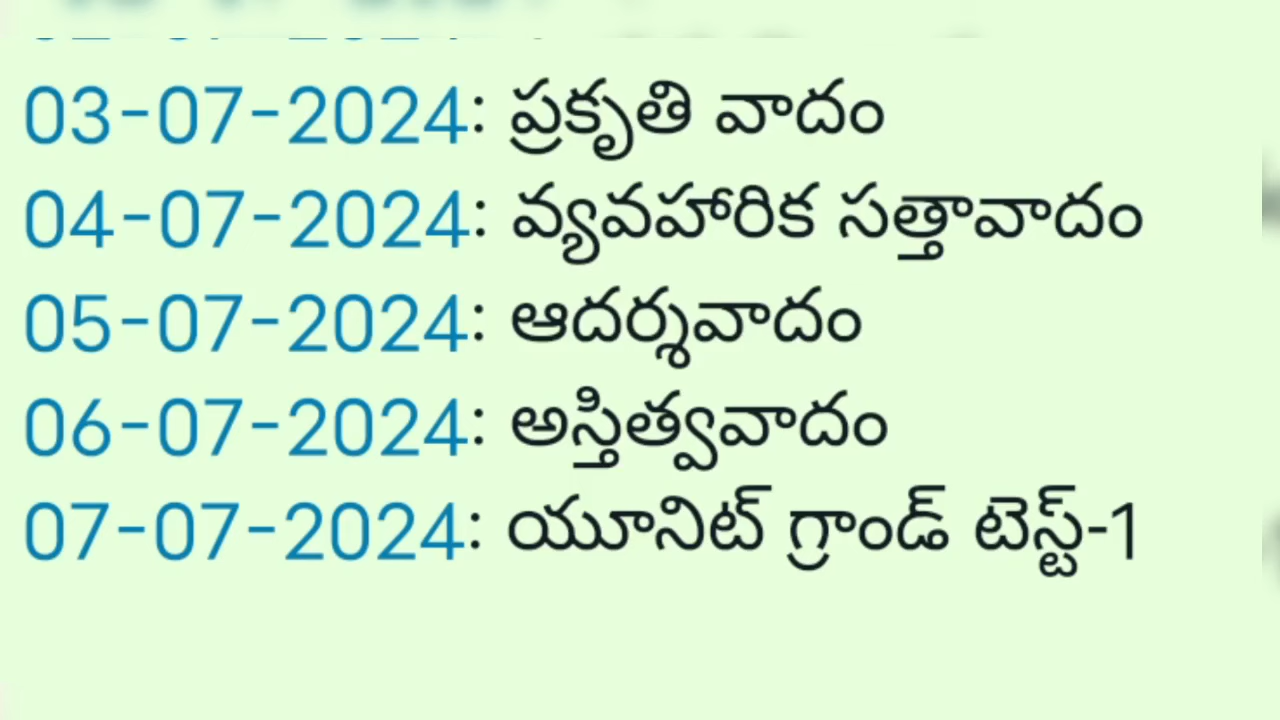 03-07-2024: ప్రకృతి వాదం
04-07-2024: వ్యవహారిక సత్తావాదం
05-07-2024: ఆదర్శవాదం
06-07-2024: అస్తిత్వవాదం
07-07-2024: యూనిట్ గ్రాండ్ టెస్ట్-1